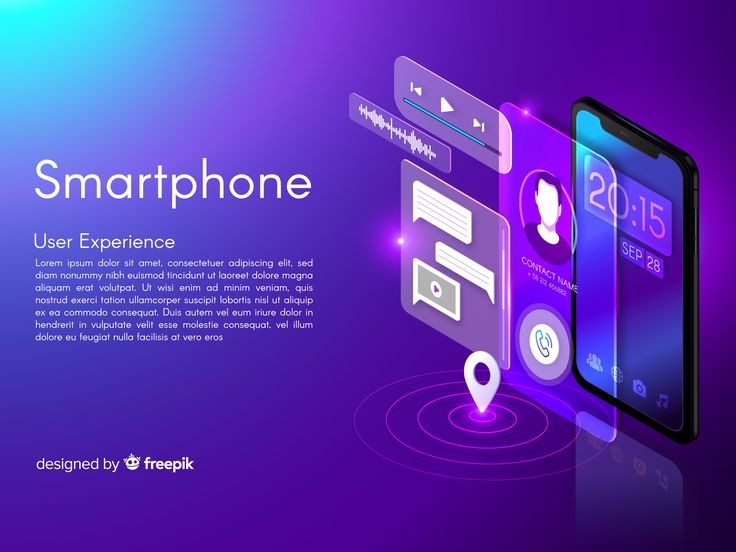 Smartphone
User Experience
Lorem ipsum dolor sit amet, consectetuer adipiscing elit, sed
diam nonummy nibh euismod tincidunt ut laoreet dolore magna
aliquam erat volutpat. Ut wisi enim ad minim veniam, quis
nostrud exerci tation ullamcorper suscipit lobortis nisl ut aliquip
ex ea commodo consequat. Duis autem vel eum iriure dolor in
hendrerit in vulputate velit esse molestie consequat, vel illum
dolore eu feugiat nulla facilisis at vero eros
designed by freepik
CONTACT NAME
+ 58 212 456682
20:15
SEP 28